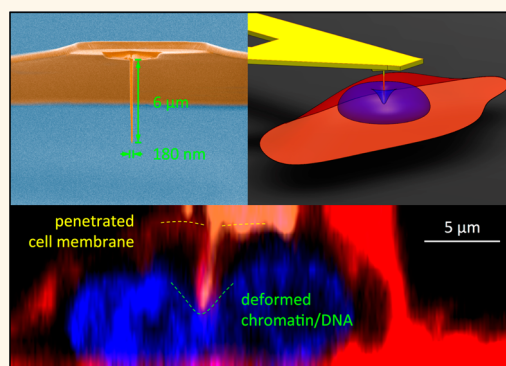 6 µm
180 nm
penetrated
cell membrane
5 µm
deformed
chromatin/DNA